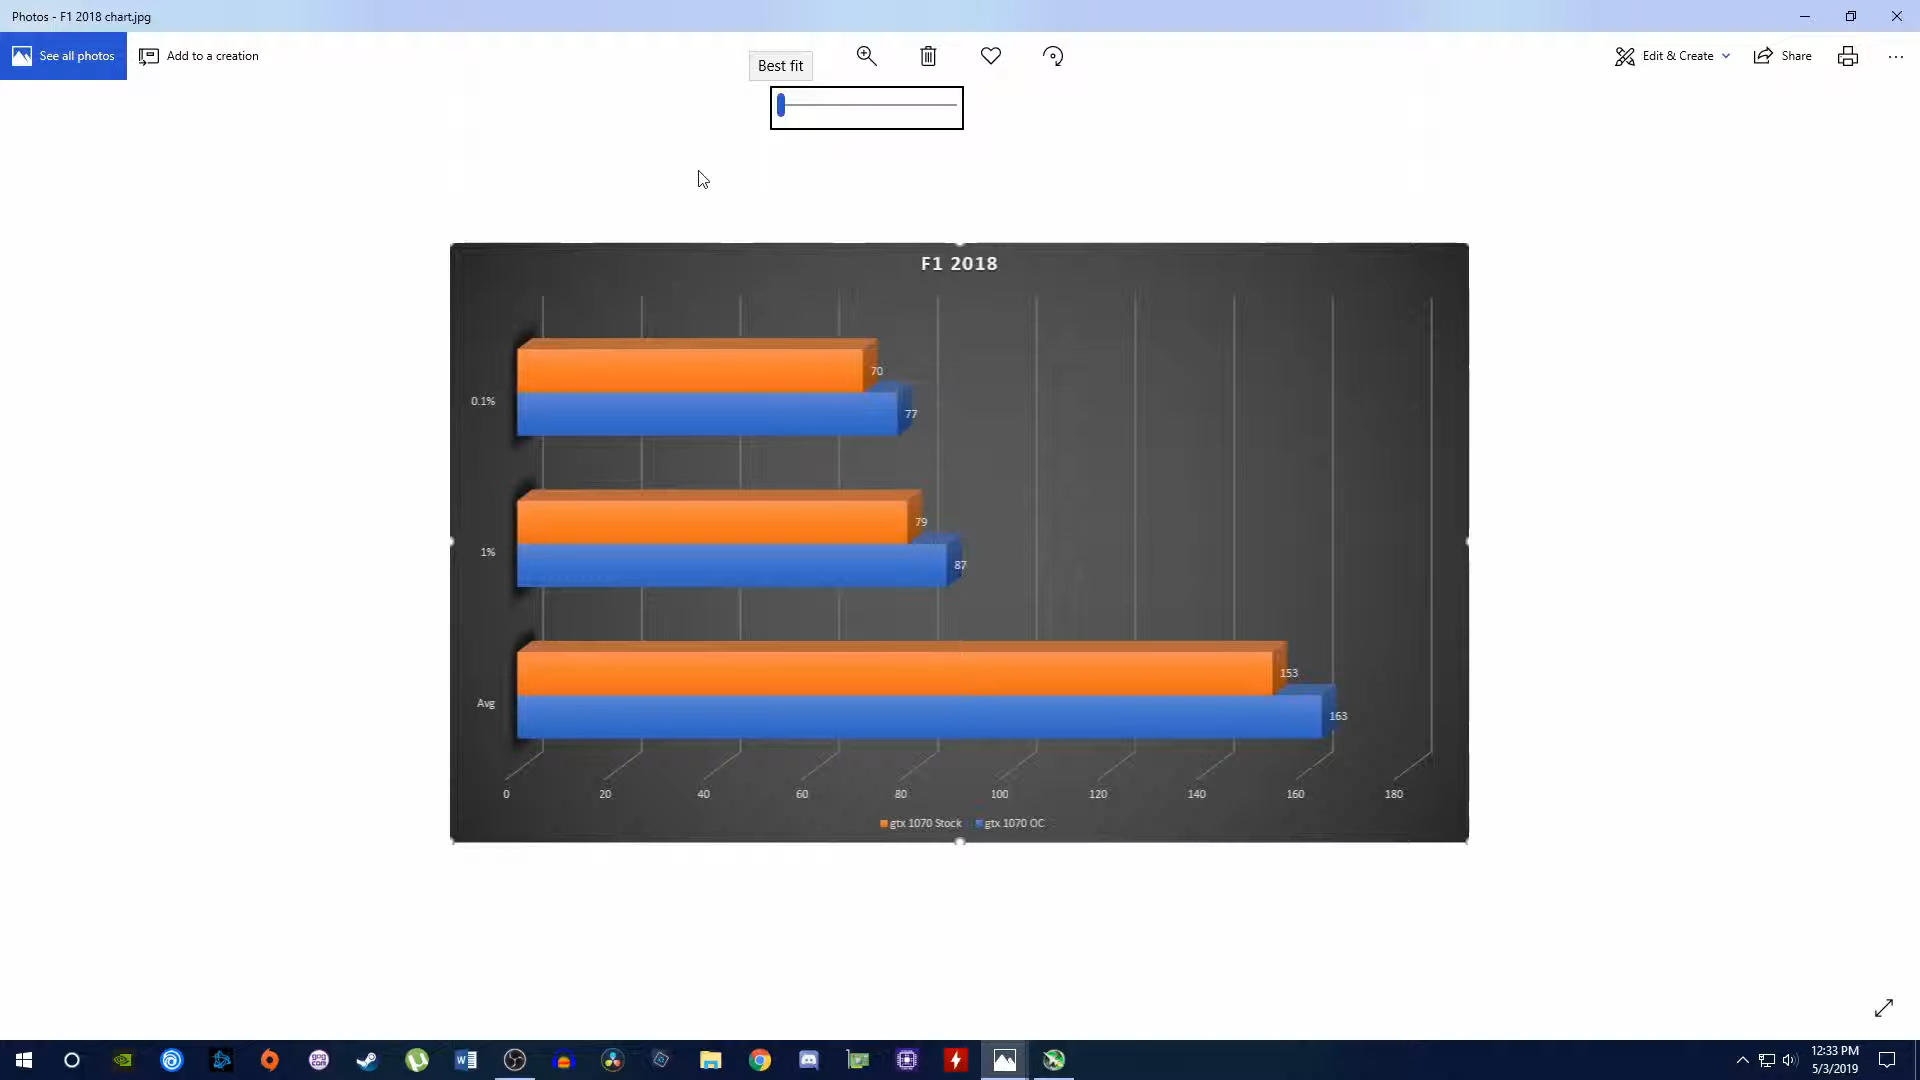 Photos - F1 2018 chart.jpg
See all photos
Add to a creation
Best fit
Edit & Create
Share
F1 2018
0.1%
70
77
1%
79
87
Avg
153
163
0 20 40 60 80 100 120 140 160 180
gtx 1070 Stock gtx 1070 OC
GOG COM
12:33 PM
5/3/2019